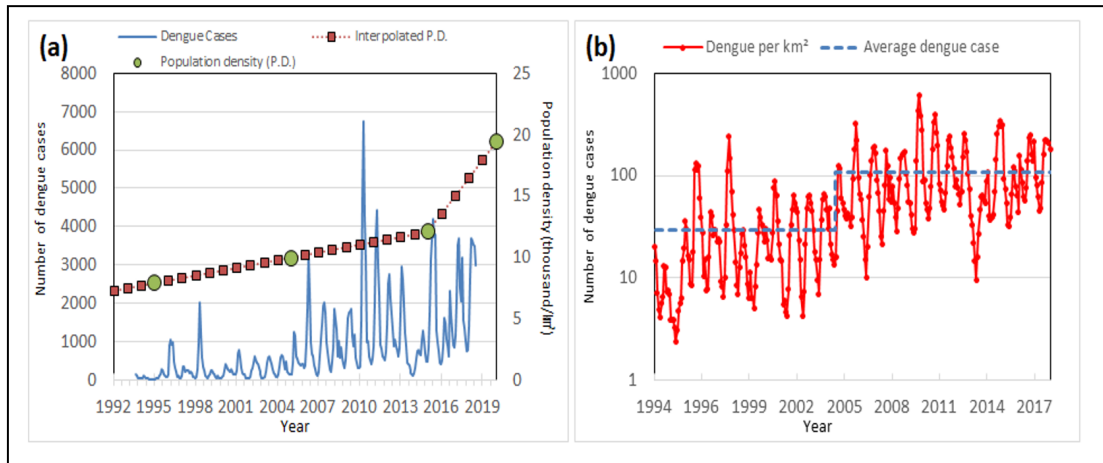 (a)
Dengue Cases
Interpolated P.D.
Population density (P.D.)
8000
7000
6000
5000
4000
3000
2000
1000
0
Number of dengue cases
25
20
15
10
5
0
Population density (thousand/km²)
1992 1995 1998 2001 2004 2007 2010 2013 2016 2019
Year
(b)
Dengue per km²
Average dengue case
1000
100
10
1
Number of dengue cases
1994 1996 1999 2002 2005 2008 2011 2014 2017
Year